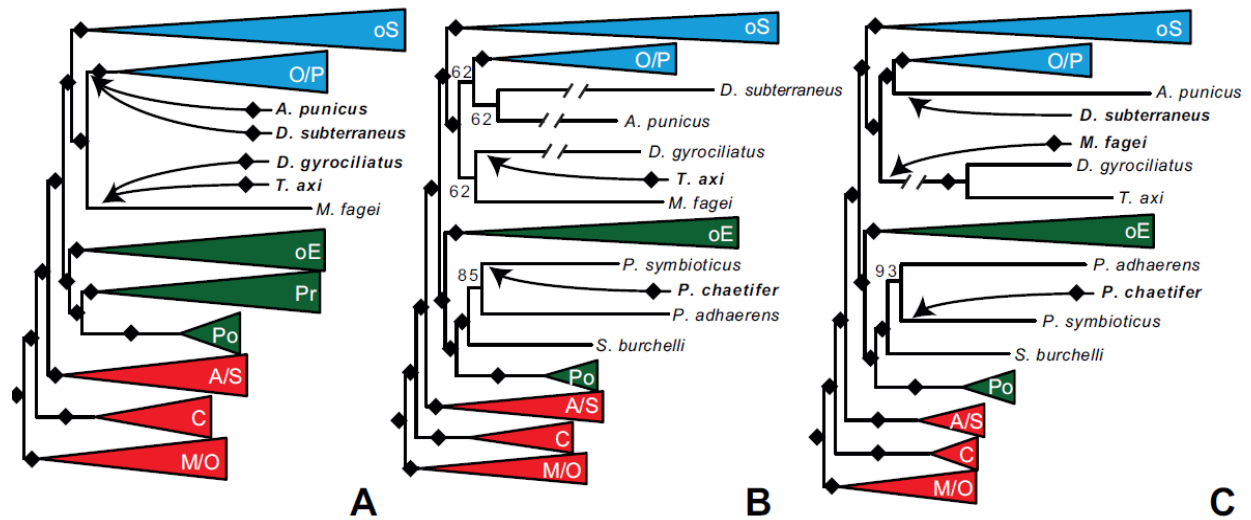 oS
O/P
A. punicus
D. subterraneus
D. gyrociliatus
T. axi
M. fagei
oE
Pr
Po
A/S
C
M/O
A
oS
62
O/P
D. subterraneus
62
A. punicus
D. gyrociliatus
T. axi
62
M. fagei
oE
P. symbioticus
85
P. chaetifer
P. adhaerens
S. burchelli
Po
A/S
C
M/O
B
oS
O/P
A. punicus
D. subterraneus
M. fagei
D. gyrociliatus
T. axi
oE
93
P. adhaerens
P. chaetifer
P. symbioticus
S. burchelli
Po
A/S
C
M/O
C